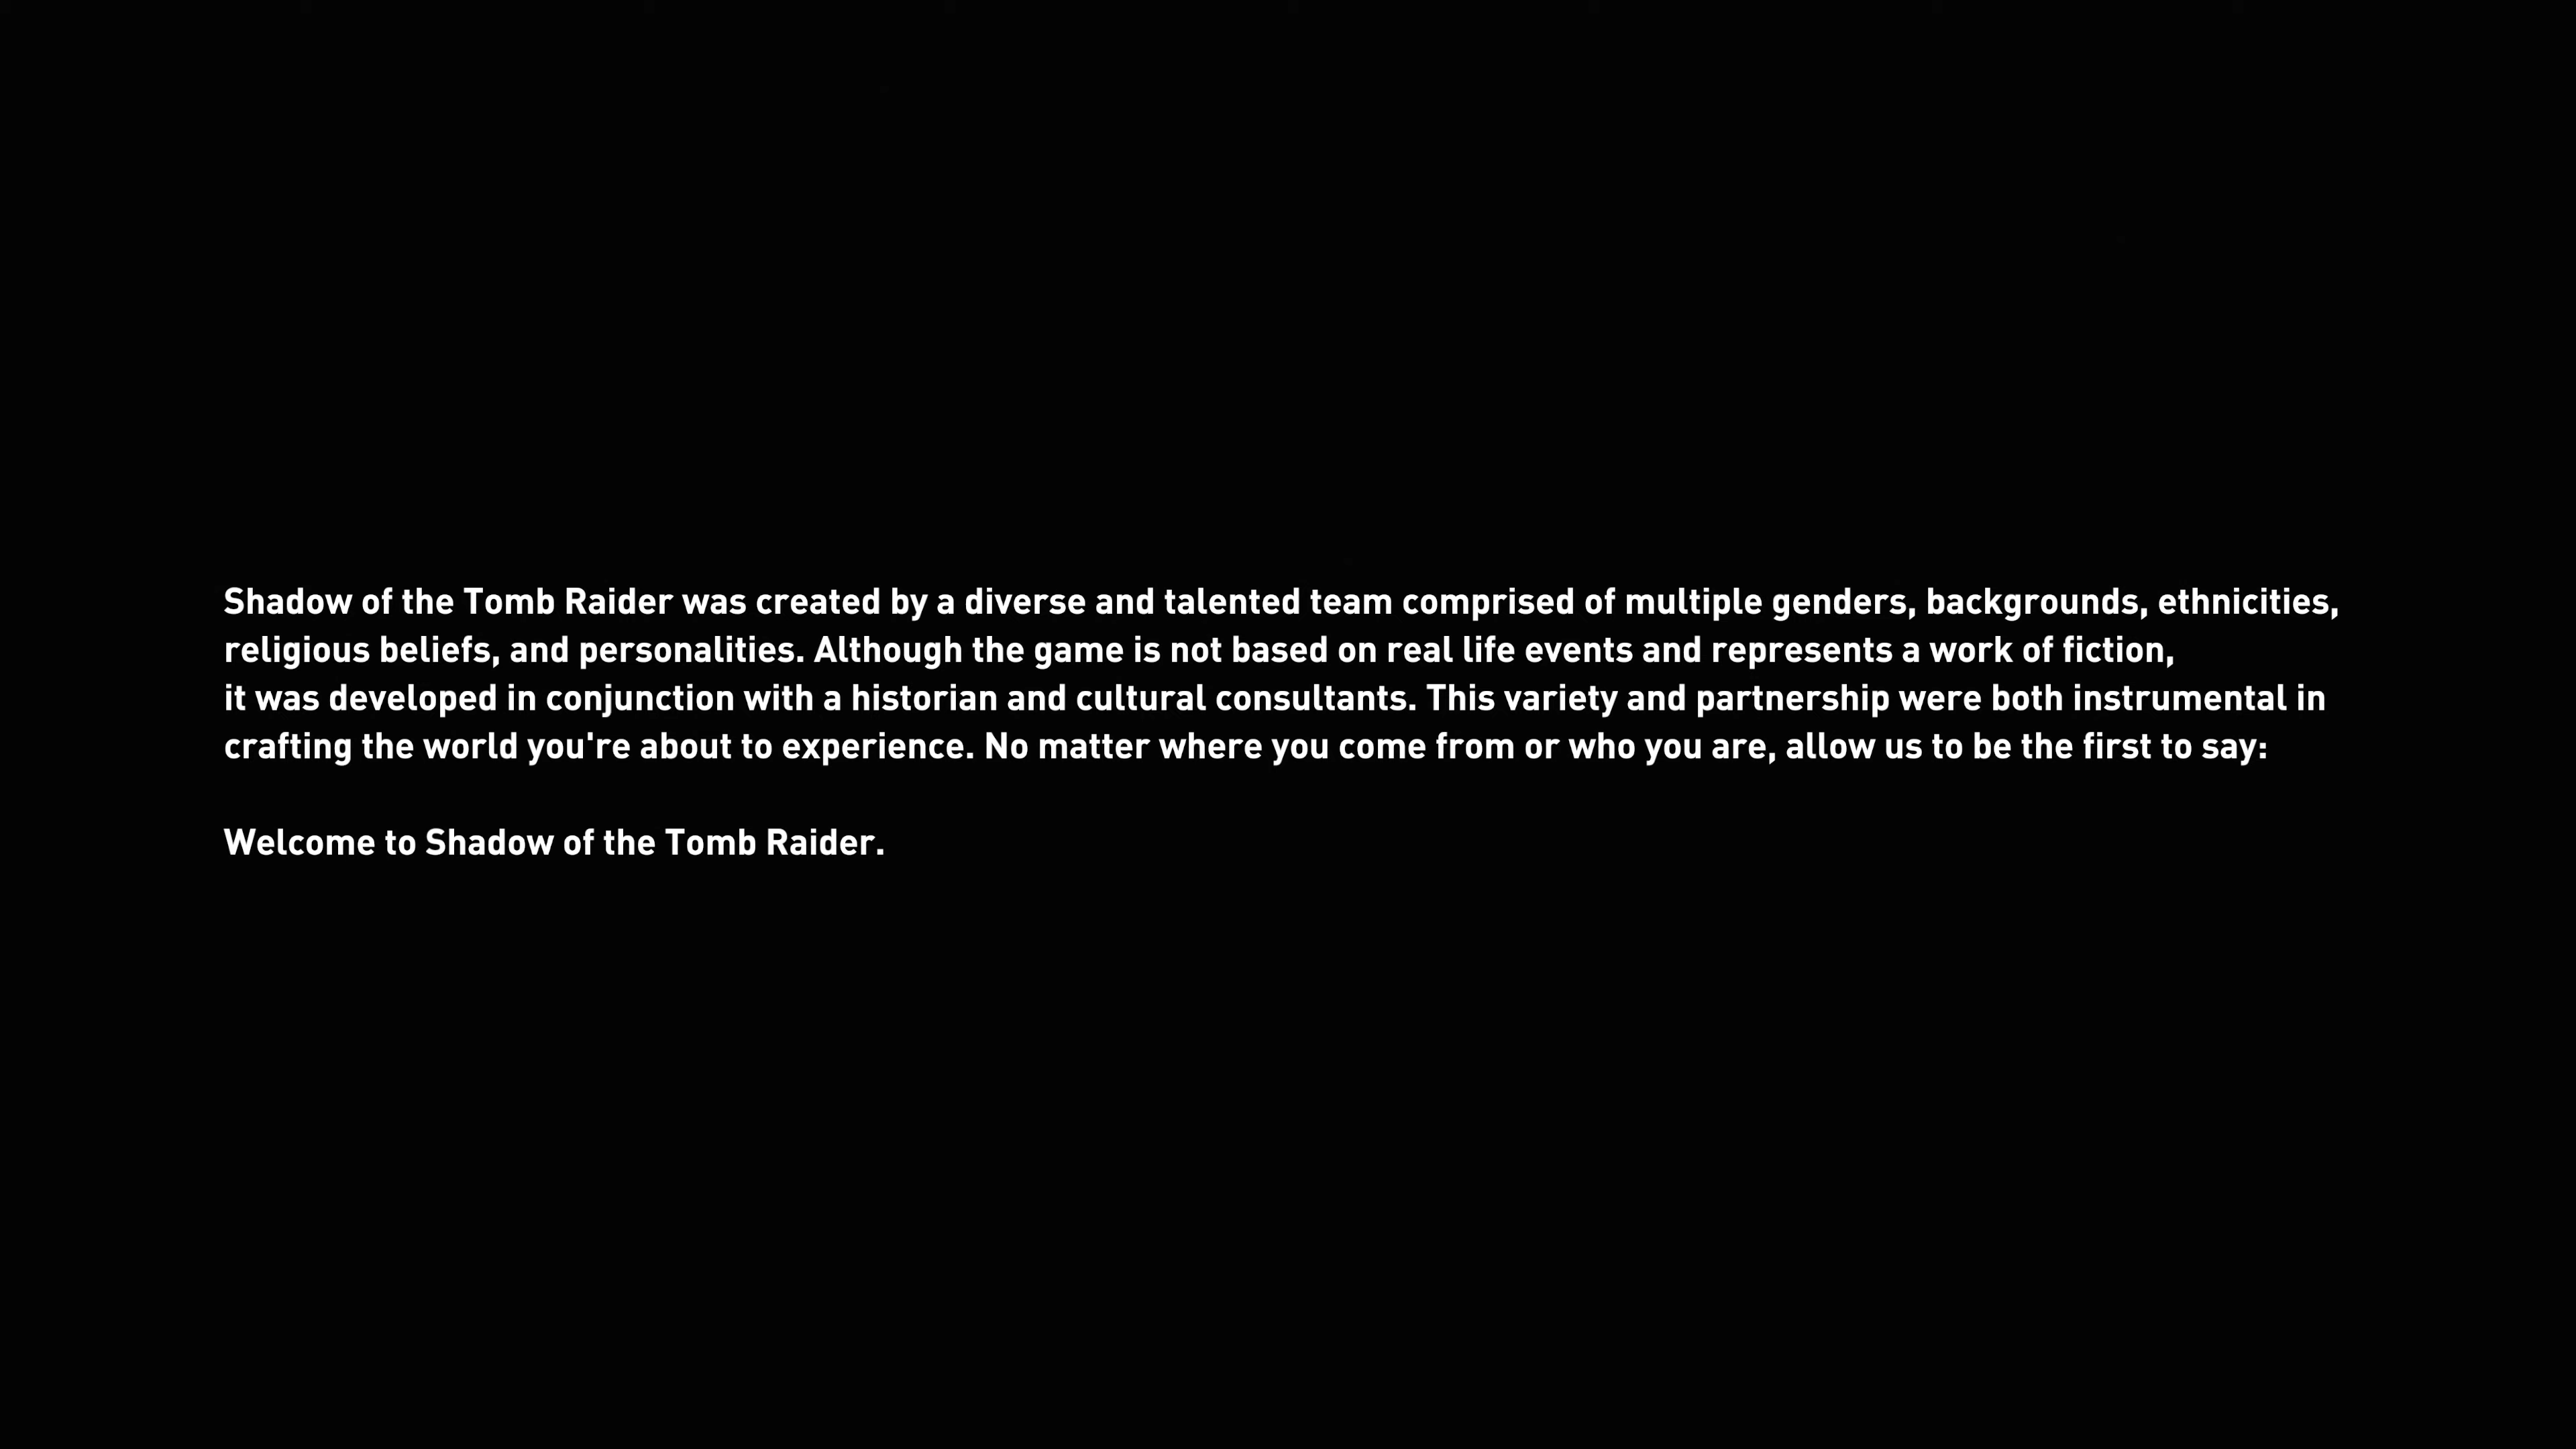 Shadow of the Tomb Raider was created by a diverse and talented team comprised of multiple genders, backgrounds, ethnicities,
religious beliefs, and personalities. Although the game is not based on real life events and represents a work of fiction,
it was developed in conjunction with a historian and cultural consultants. This variety and partnership were both instrumental in
crafting the world you're about to experience. No matter where you come from or who you are, allow us to be the first to say:
Welcome to Shadow of the Tomb Raider.